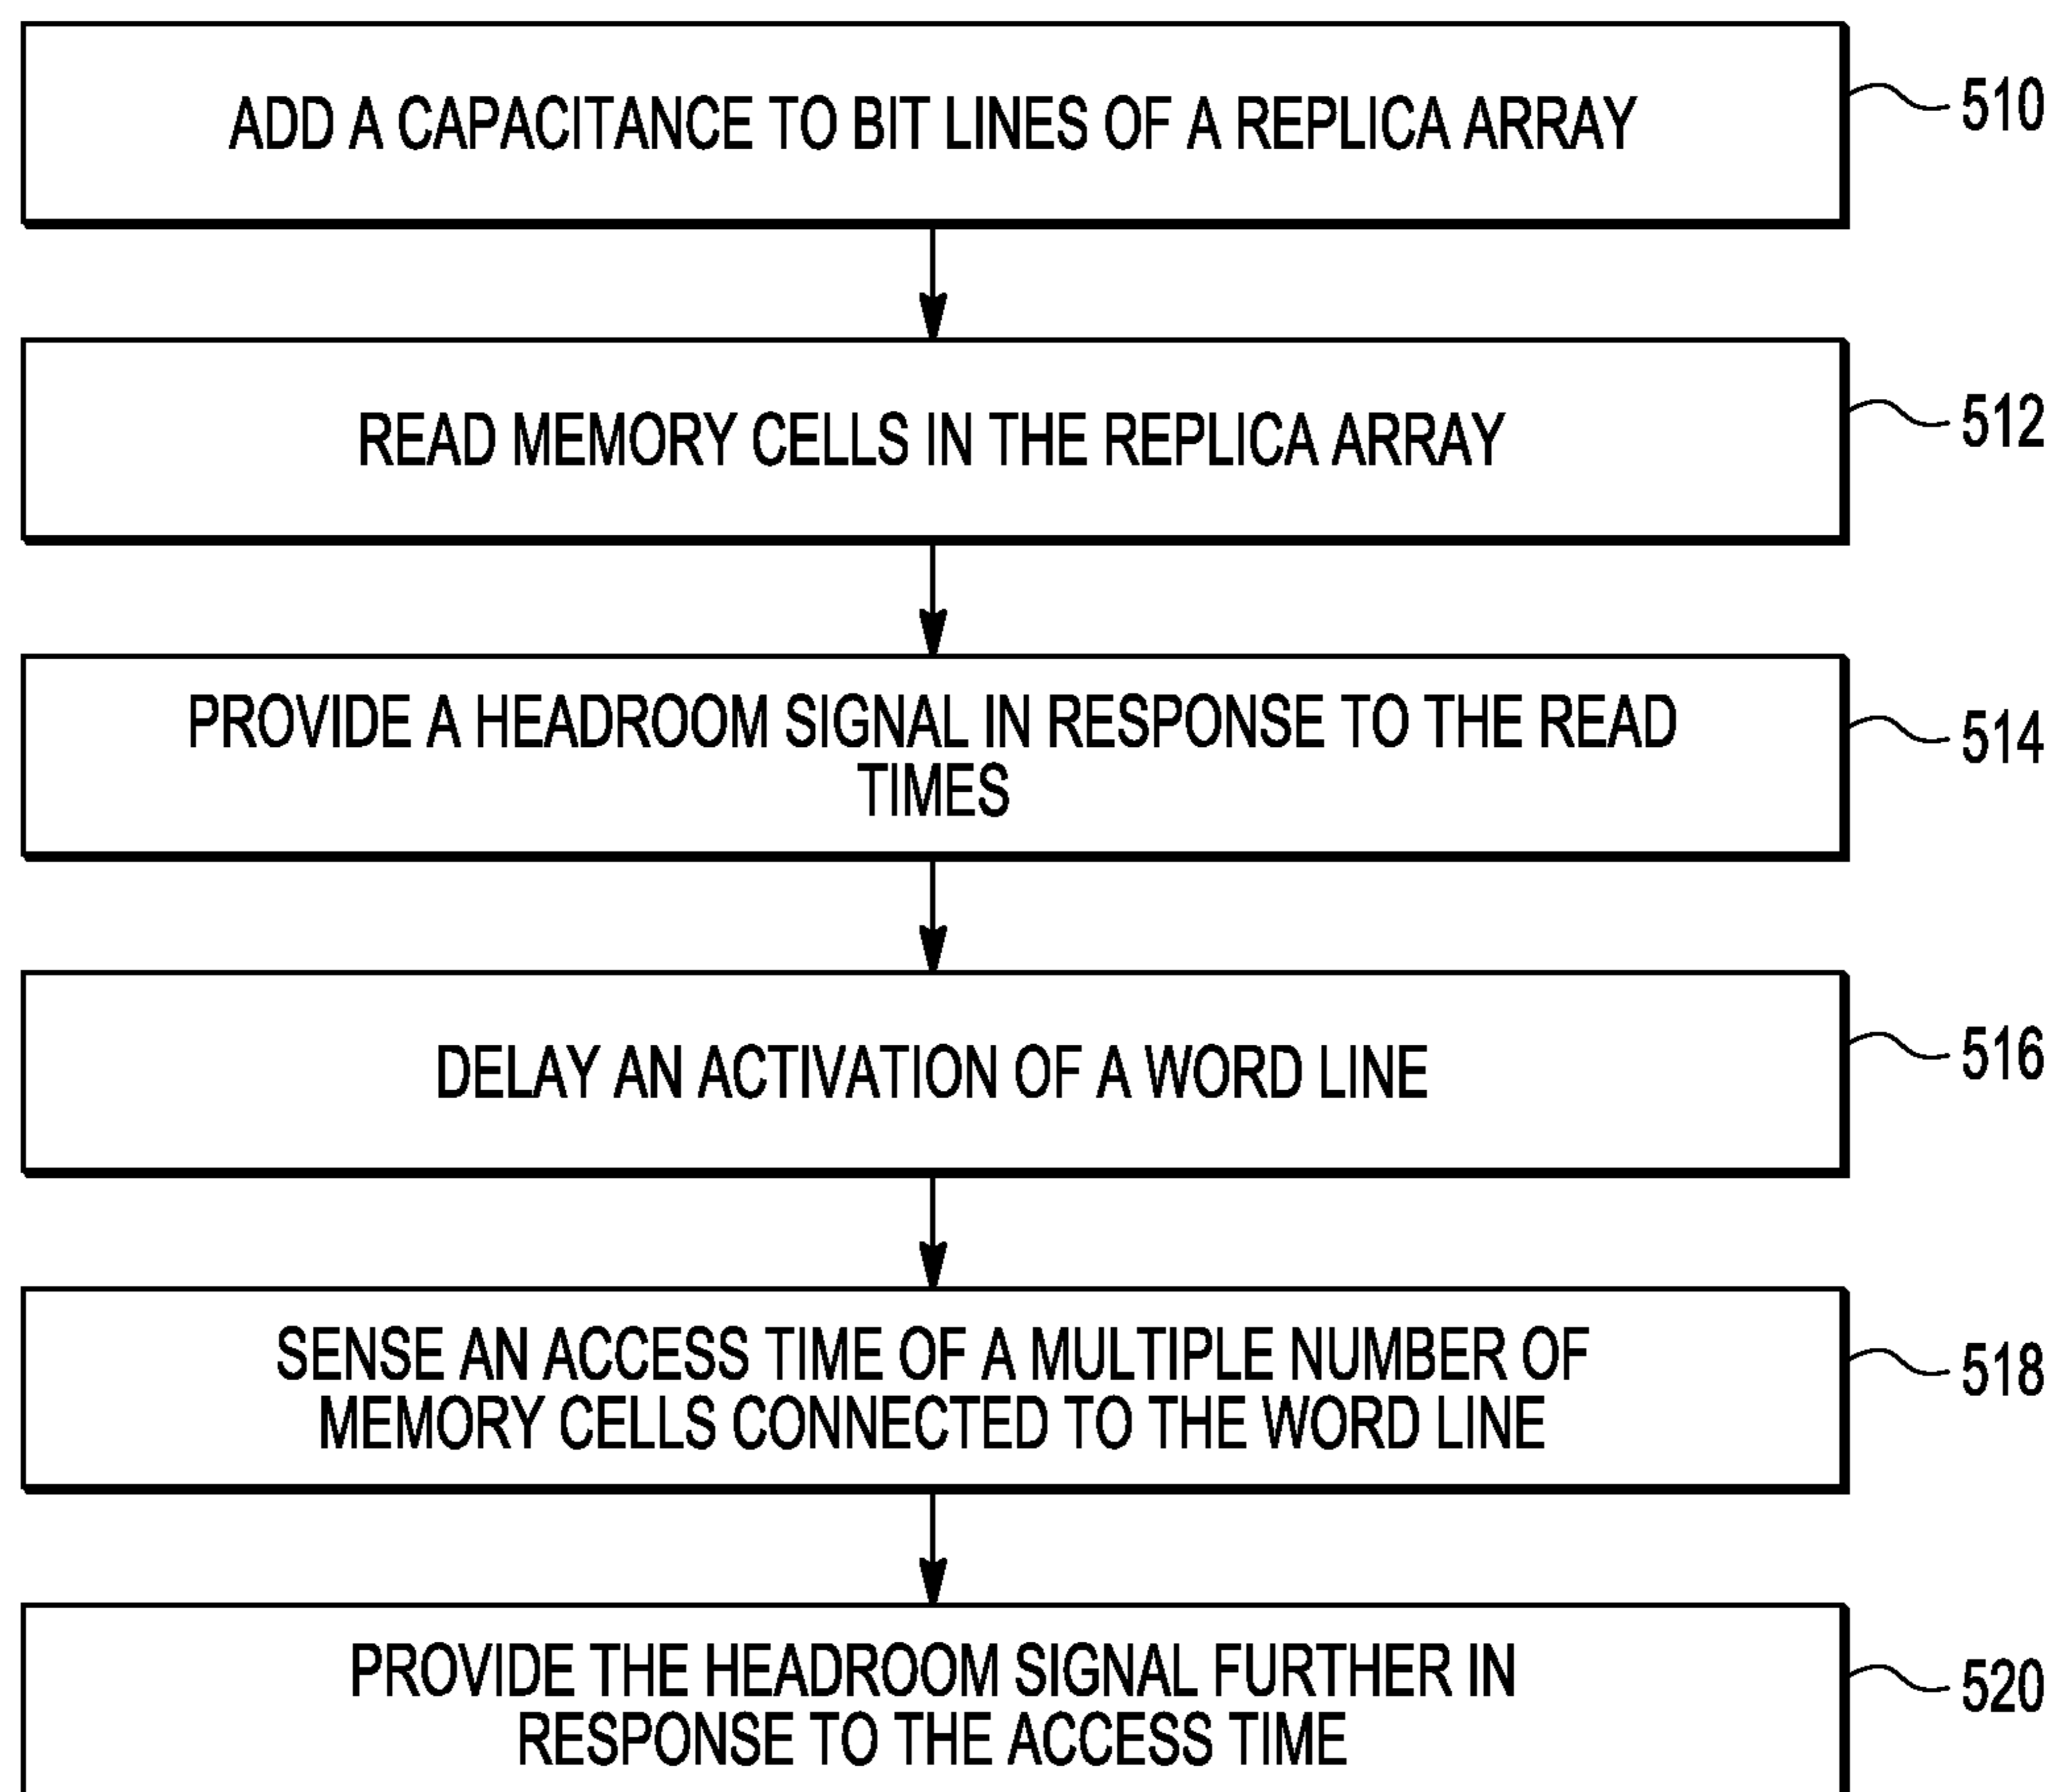 ADD A CAPACITANCE TO BIT LINES OF A REPLICA ARRAY
510
READ MEMORY CELLS IN THE REPLICA ARRAY
512
PROVIDE A HEADROOM SIGNAL IN RESPONSE TO THE READ
TIMES
514
DELAY AN ACTIVATION OF A WORD LINE
516
SENSE AN ACCESS TIME OF A MULTIPLE NUMBER OF
MEMORY CELLS CONNECTED TO THE WORD LINE
518
PROVIDE THE HEADROOM SIGNAL FURTHER IN
RESPONSE TO THE ACCESS TIME
520